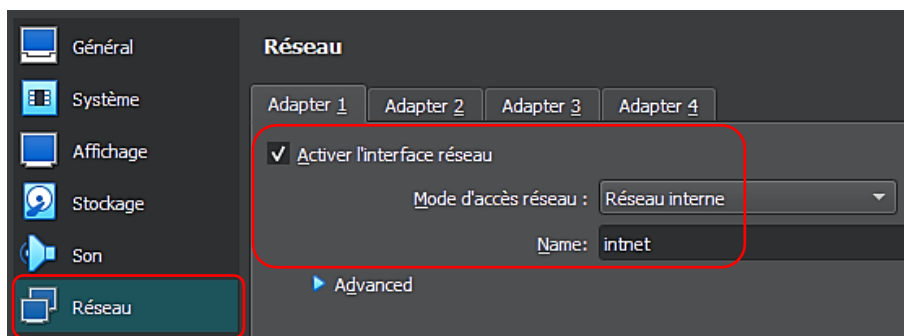 Général
Système
Affichage
Stockage
Son
Réseau
Réseau
Adapter 1 Adapter 2 Adapter 3 Adapter 4
Activer l'interface réseau
Mode d'accès réseau : Réseau interne
Name: intnet
Advanced